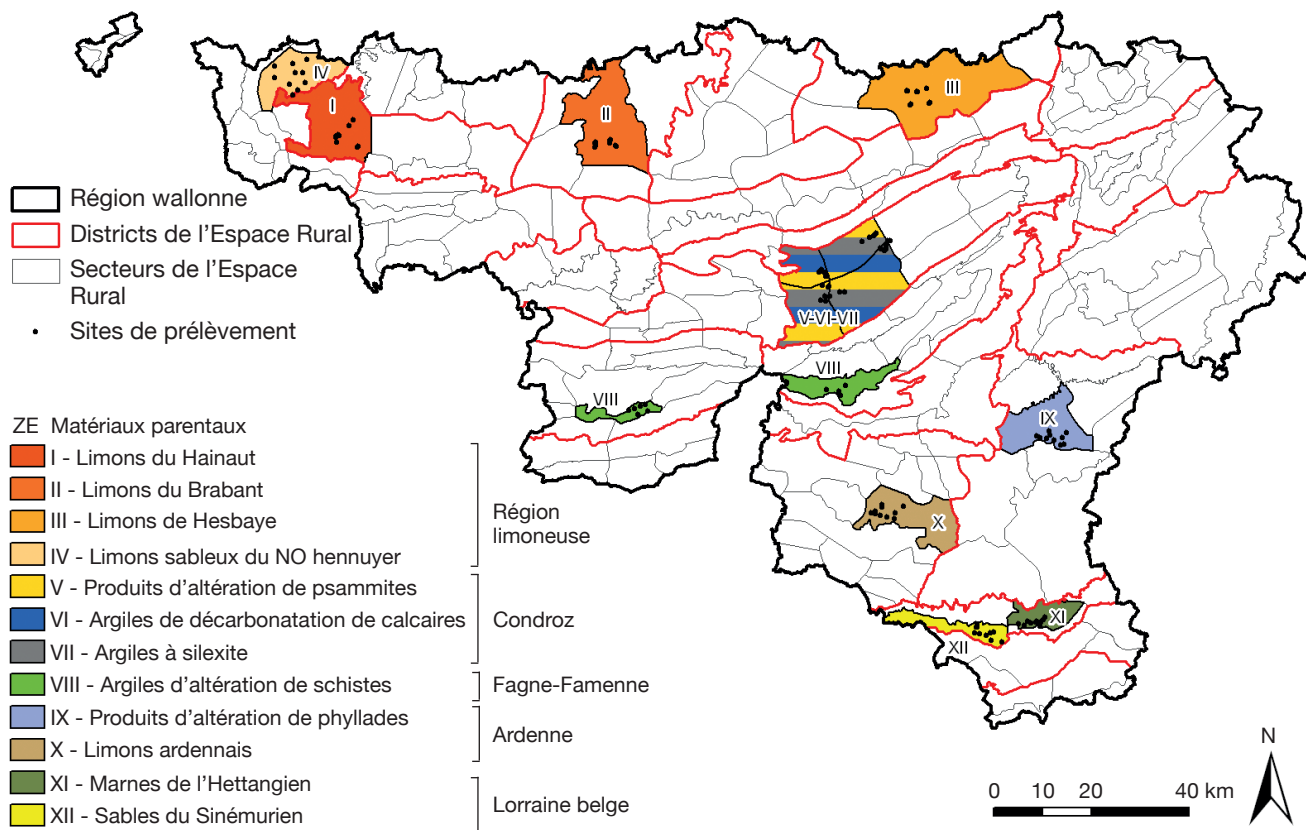 IV
I
II
III
V-VI-VII
VIII
VIII
IX
X
XI
XII
Région wallonne
Districts de l'Espace Rural
Secteurs de l'Espace
Rural
Sites de prélèvement
ZE Matériaux parentaux
I - Limons du Hainaut
II - Limons du Brabant
III - Limons de Hesbaye
IV - Limons sableux du NO hennuyer
Région
limoneuse
V - Produits d'altération de psammites
VI - Argiles de décarbonatation de calcaires
VII - Argiles à silexite
Condroz
VIII - Argiles d'altération de schistes
Fagne-Famenne
IX - Produits d'altération de phyllades
X - Limons ardennais
Ardenne
XI - Marnes de l'Hettangien
XII - Sables du Sinémurien
Lorraine belge
N
0 10 20 40 km